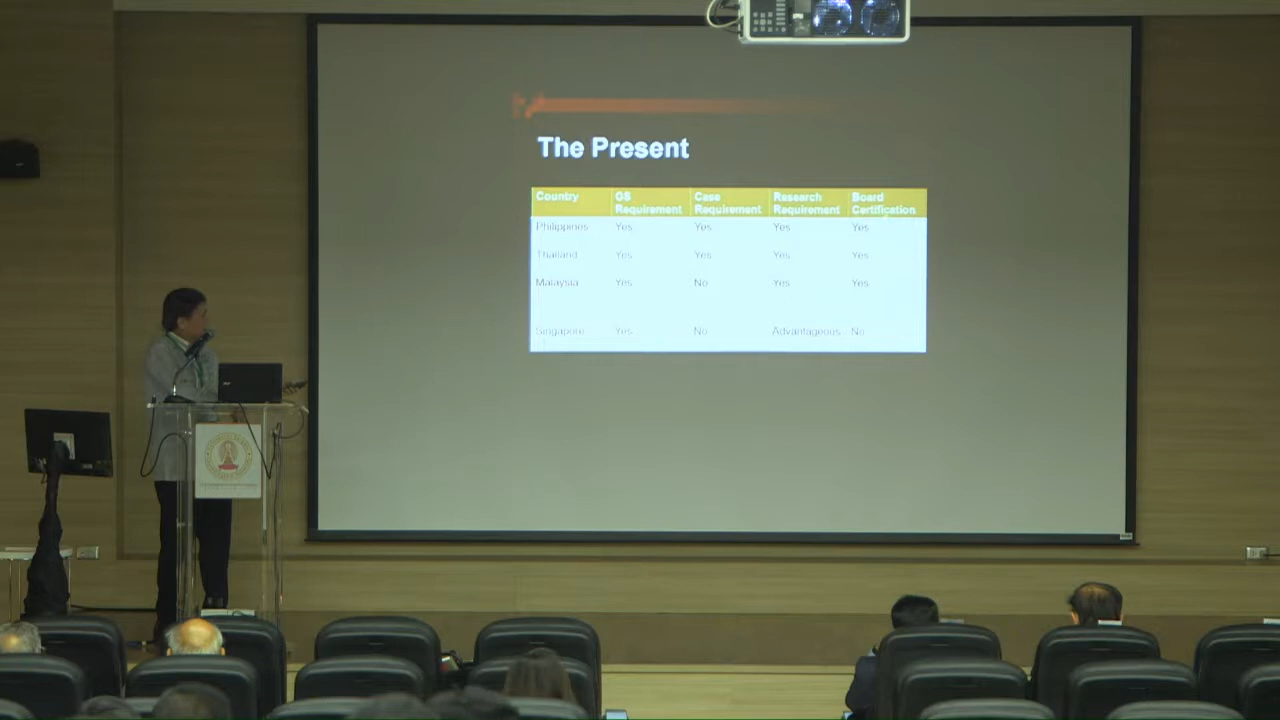 The Present
Country GS Requirement Case Requirement Research Requirement Board Certification
Philippines Yes Yes Yes Yes
Thailand Yes Yes Yes Yes
Malaysia Yes No Yes Yes
Singapore Yes No Advantageous No